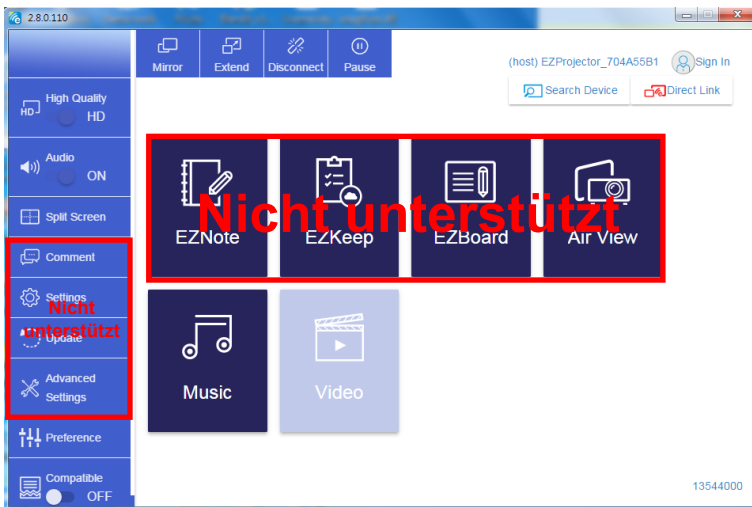 2.8.0.110
Mirror
Extend
Disconnect
Pause
(host) EZProjector_704A55B1
Sign In
Search Device
Direct Link
High Quality
HD
HD
Audio
ON
Split Screen
Comment
Settings
Nicht
unterstützt
Update
Advanced
Settings
Preference
Compatible
OFF
Nicht unterstützt
EZNote
EZKeep
EZBoard
Air View
Music
Video
13544000